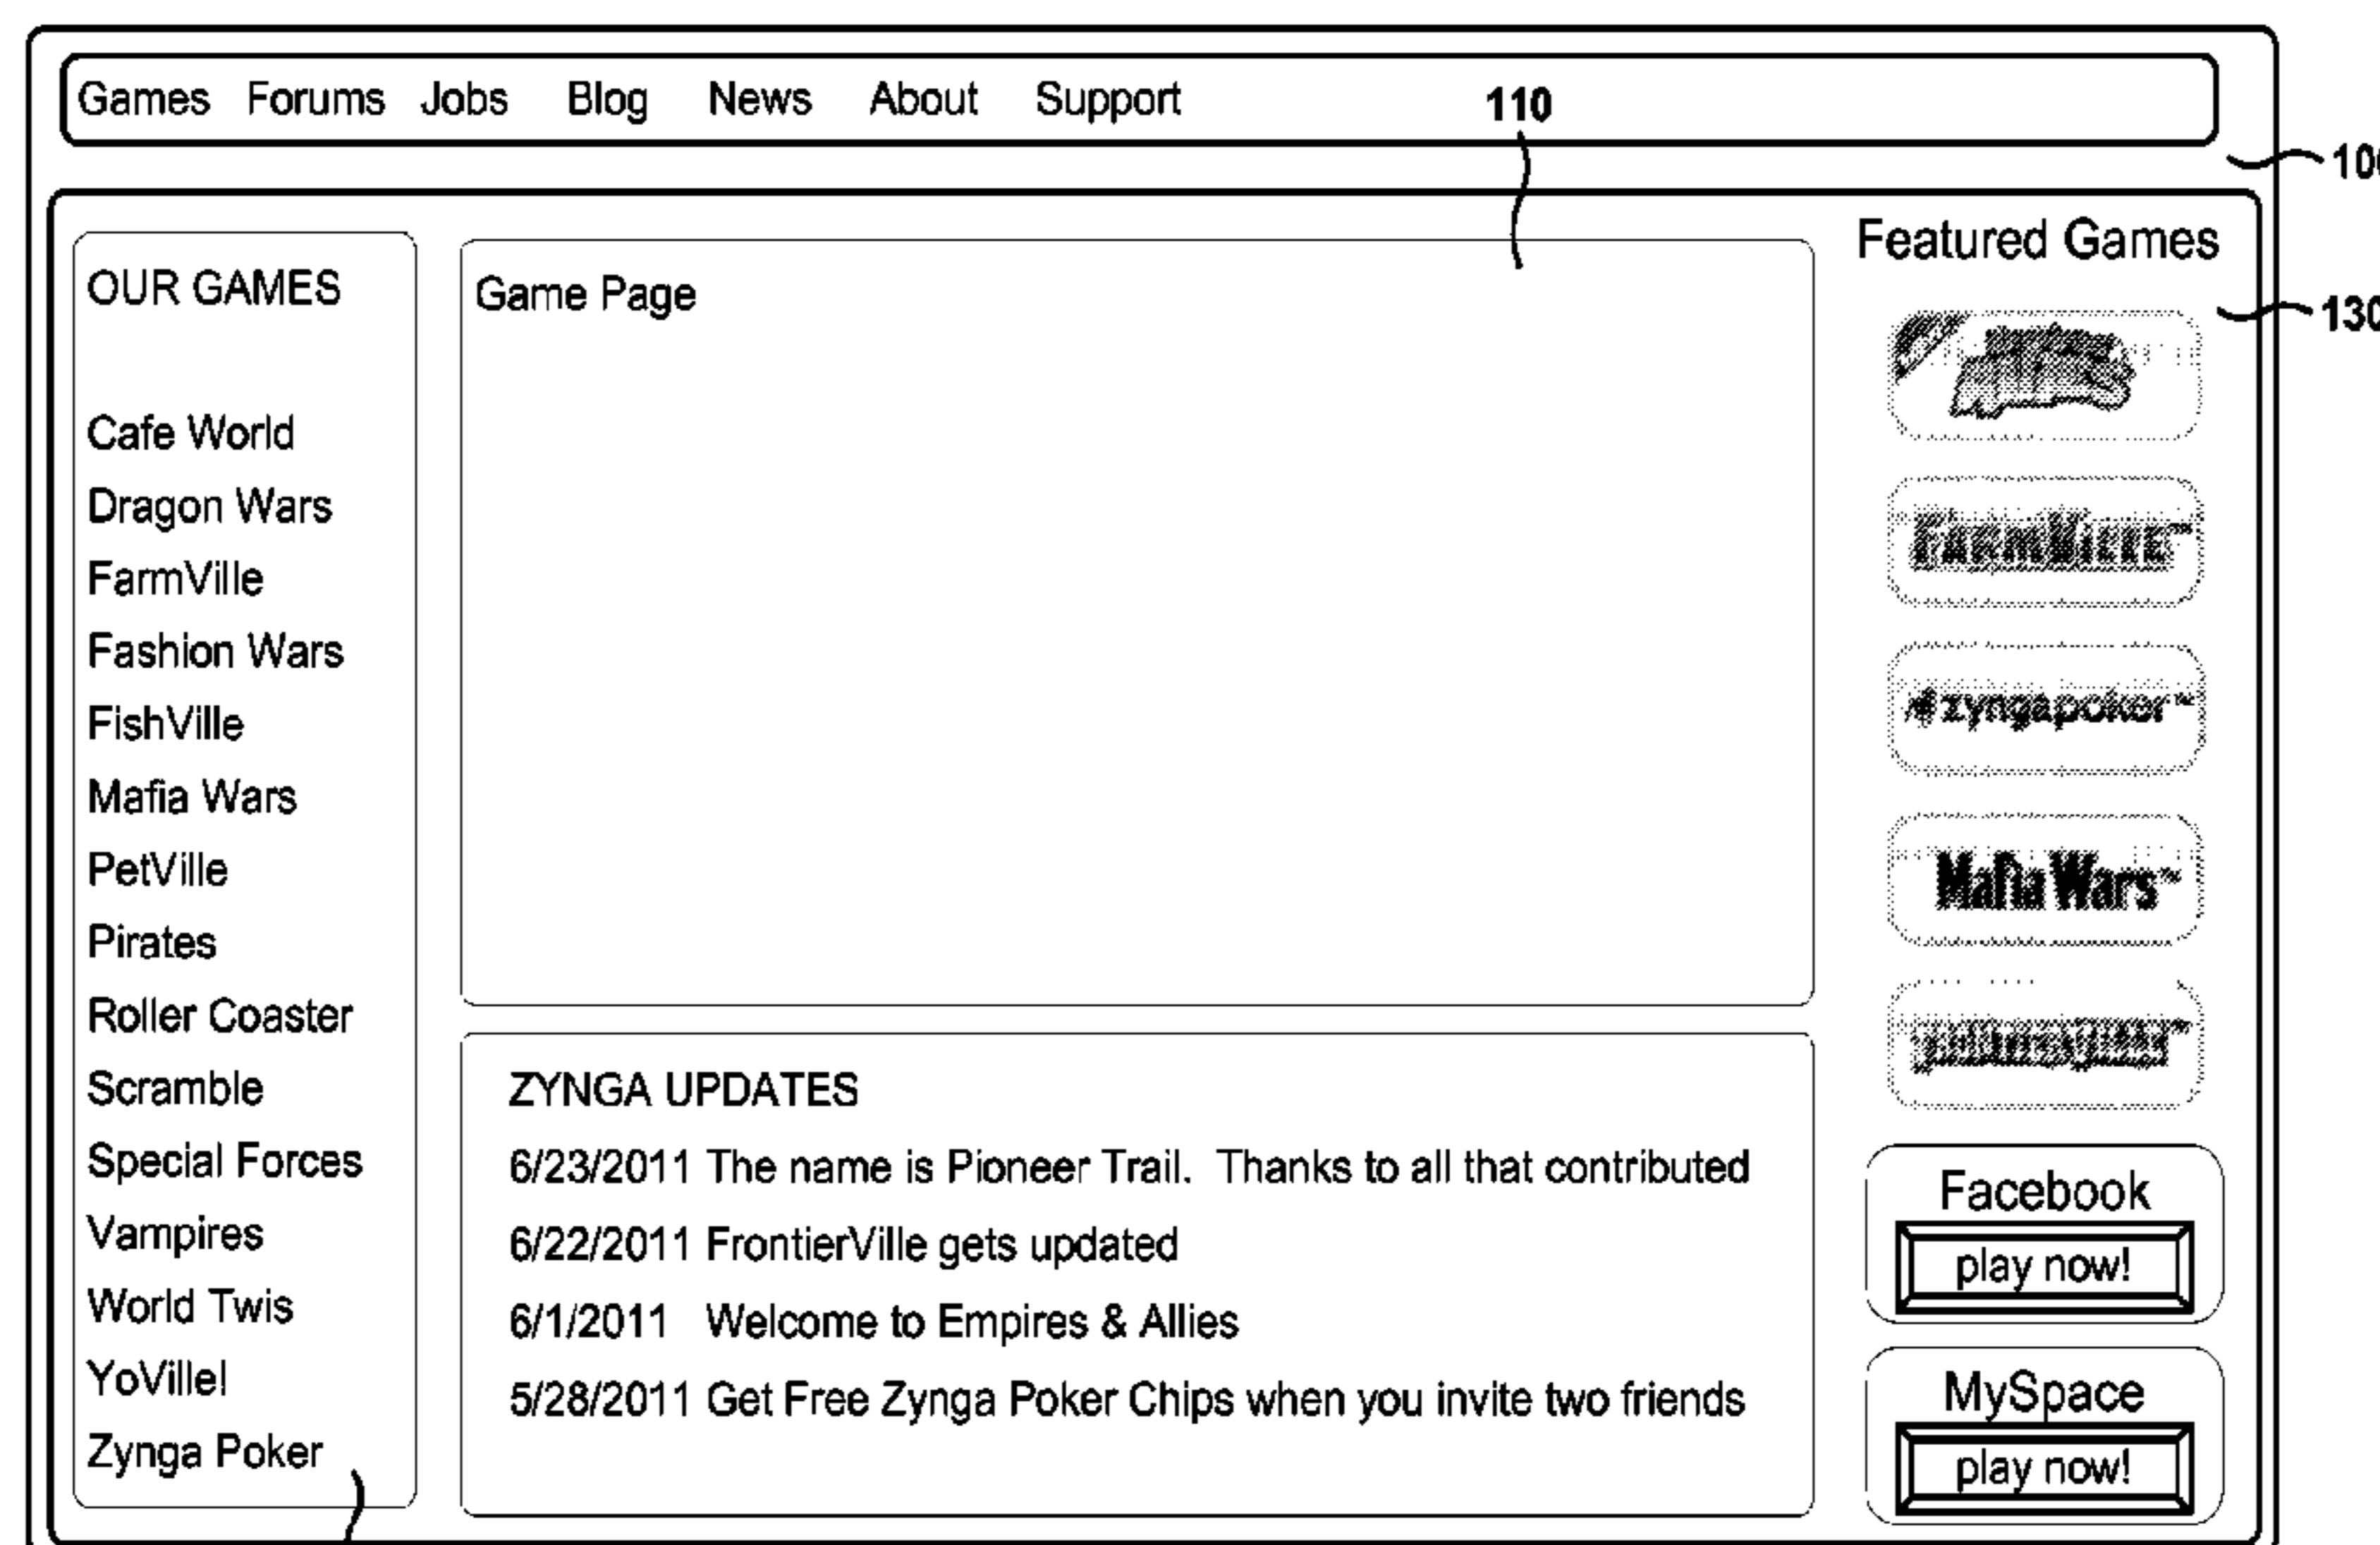 Games Forums Jobs Blog News About Support
110
OUR GAMES
Cafe World
Dragon Wars
FarmVille
Fashion Wars
FishVille
Mafia Wars
PetVille
Pirates
Roller Coaster
Scramble
Special Forces
Vampires
World Twis
YoVille!
Zynga Poker
Game Page
ZYNGA UPDATES
6/23/2011 The name is Pioneer Trail. Thanks to all that contributed
6/22/2011 FrontierVille gets updated
6/1/2011 Welcome to Empires & Allies
5/28/2011 Get Free Zynga Poker Chips when you invite two friends
Featured Games
130
FARMVILLE™
zyngapoker™
Mafia Wars™
Facebook
play now!
MySpace
play now!